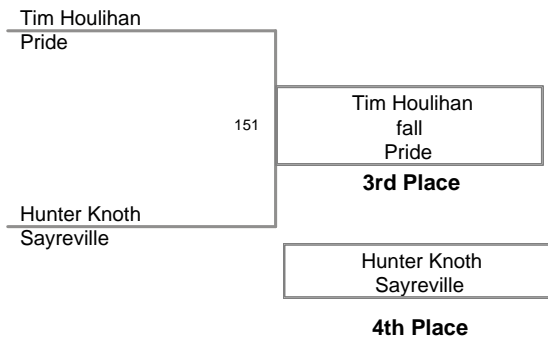 Tim Houlihan
Pride
151
Tim Houlihan
fall
Pride
3rd Place
Hunter Knoth
Sayreville
Hunter Knoth
Sayreville
4th Place